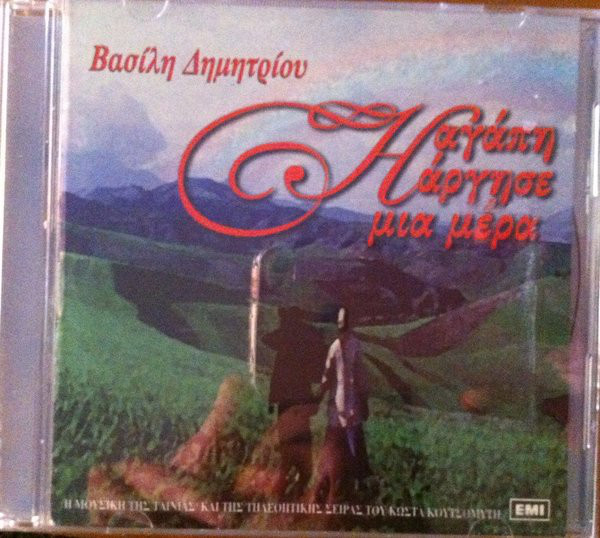 Βασίλη Δημητρίου
Η αγάπη
άργησε
μια μέρα
Η ΜΟΥΣΙΚΗ ΤΗΣ ΤΑΙΝΙΑΣ ΚΑΙ ΤΗΣ ΤΗΛΕΟΠΤΙΚΗΣ ΣΕΙΡΑΣ ΤΟΥ ΚΩΣΤΑ ΚΟΥΤΣΟΜΥΤΗ
EMI